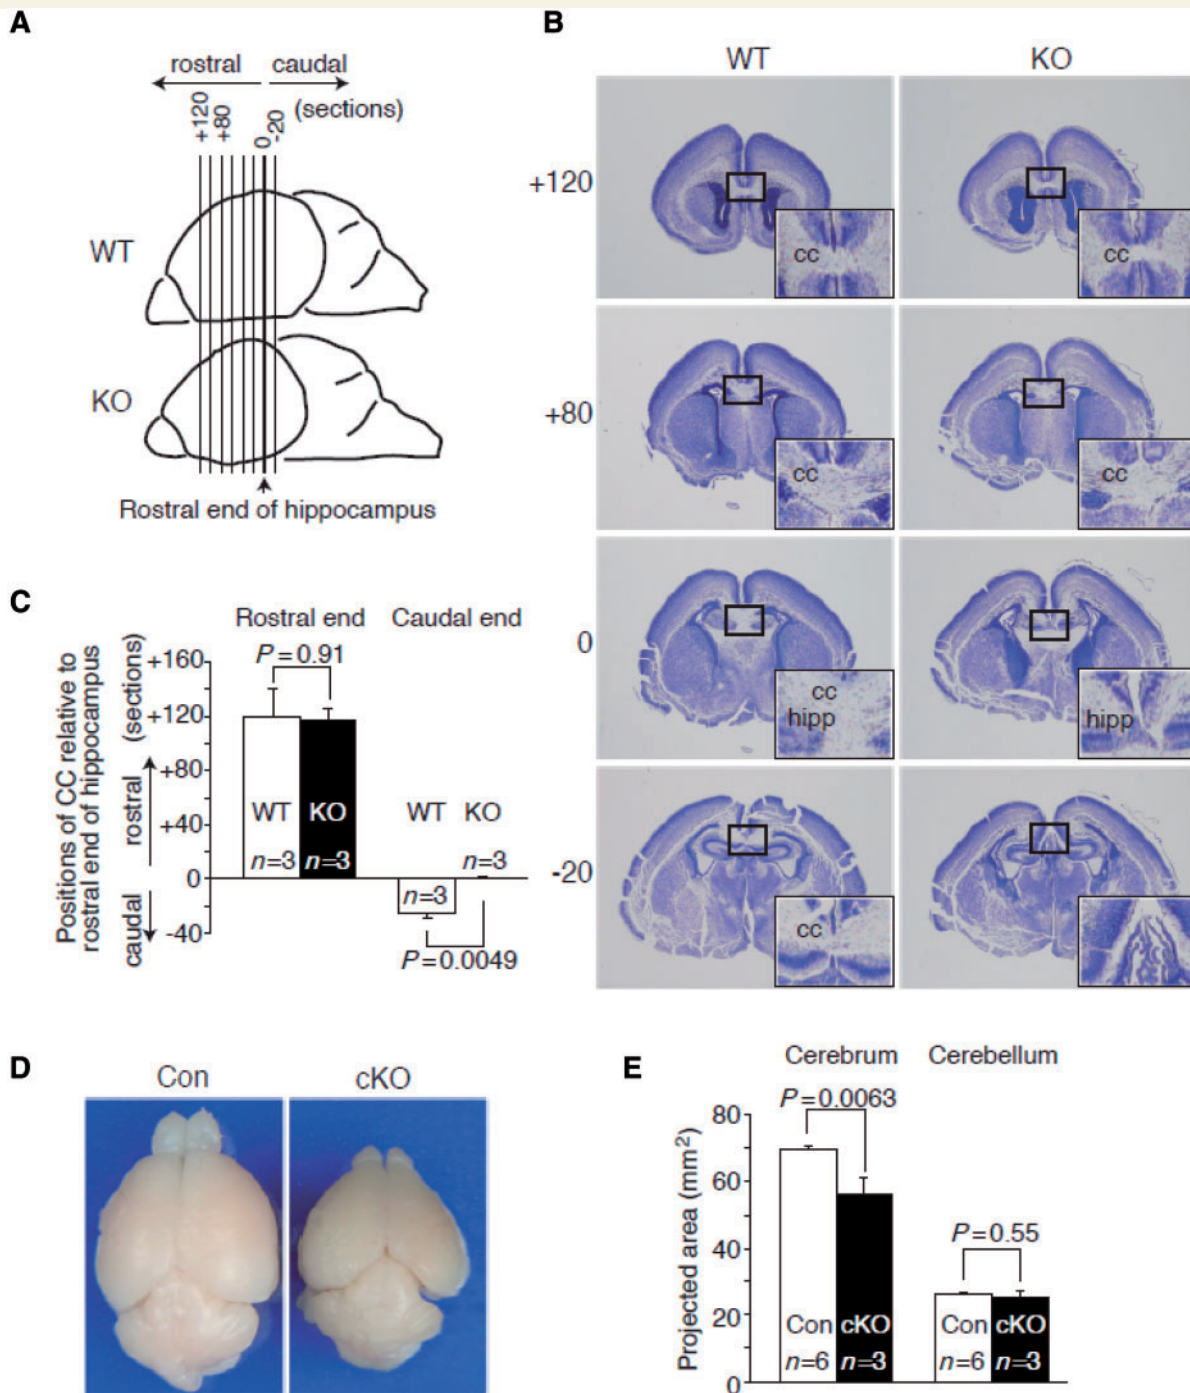 A
rostral
caudal
(sections)
+120
+80
0
-20
WT
KO
Rostral end of hippocampus
B
WT
KO
+120
cc
cc
+80
cc
cc
0
cc
hipp
hipp
-20
cc
C
Rostral end
Caudal end
P=0.91
Positions of CC relative to
rostral end of hippocampus
(sections)
rostral
caudal
+160
+120
+80
+40
0
-40
WT
KO
WT
KO
n=3
n=3
n=3
n=3
P=0.0049
D
Con
cKO
E
Cerebrum
Cerebellum
P=0.0063
P=0.55
Projected area (mm²)
80
60
40
20
0
Con
cKO
Con
cKO
n=6
n=3
n=6
n=3